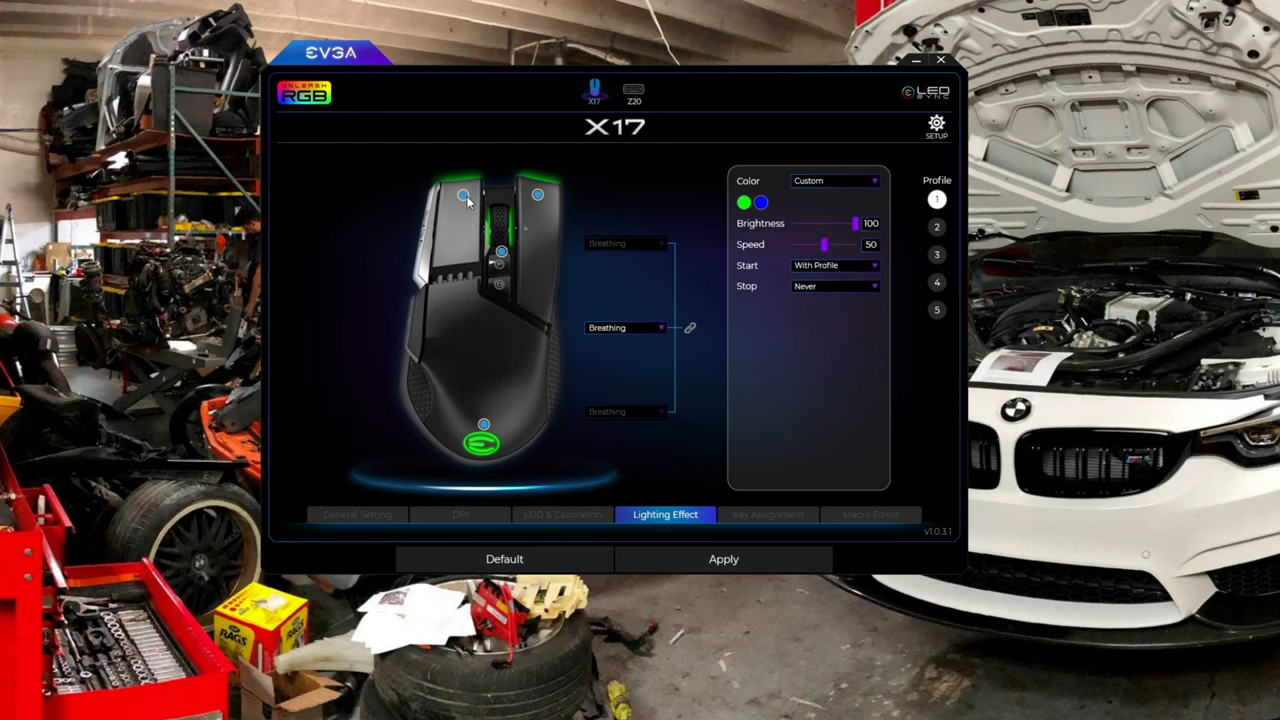 EVGA
UNLEASH
RGB
X17
Z20
LED
SYNC
X17
SETUP
Color
Custom
Brightness
100
Speed
50
Start
With Profile
Stop
Never
Profile
1
2
3
4
5
Breathing
Breathing
Breathing
General Setting
DPI
LOD & Calibration
Lighting Effect
Key Assignment
Macro Editor
v1.0.3.1
Default
Apply
RAGS
RAGS